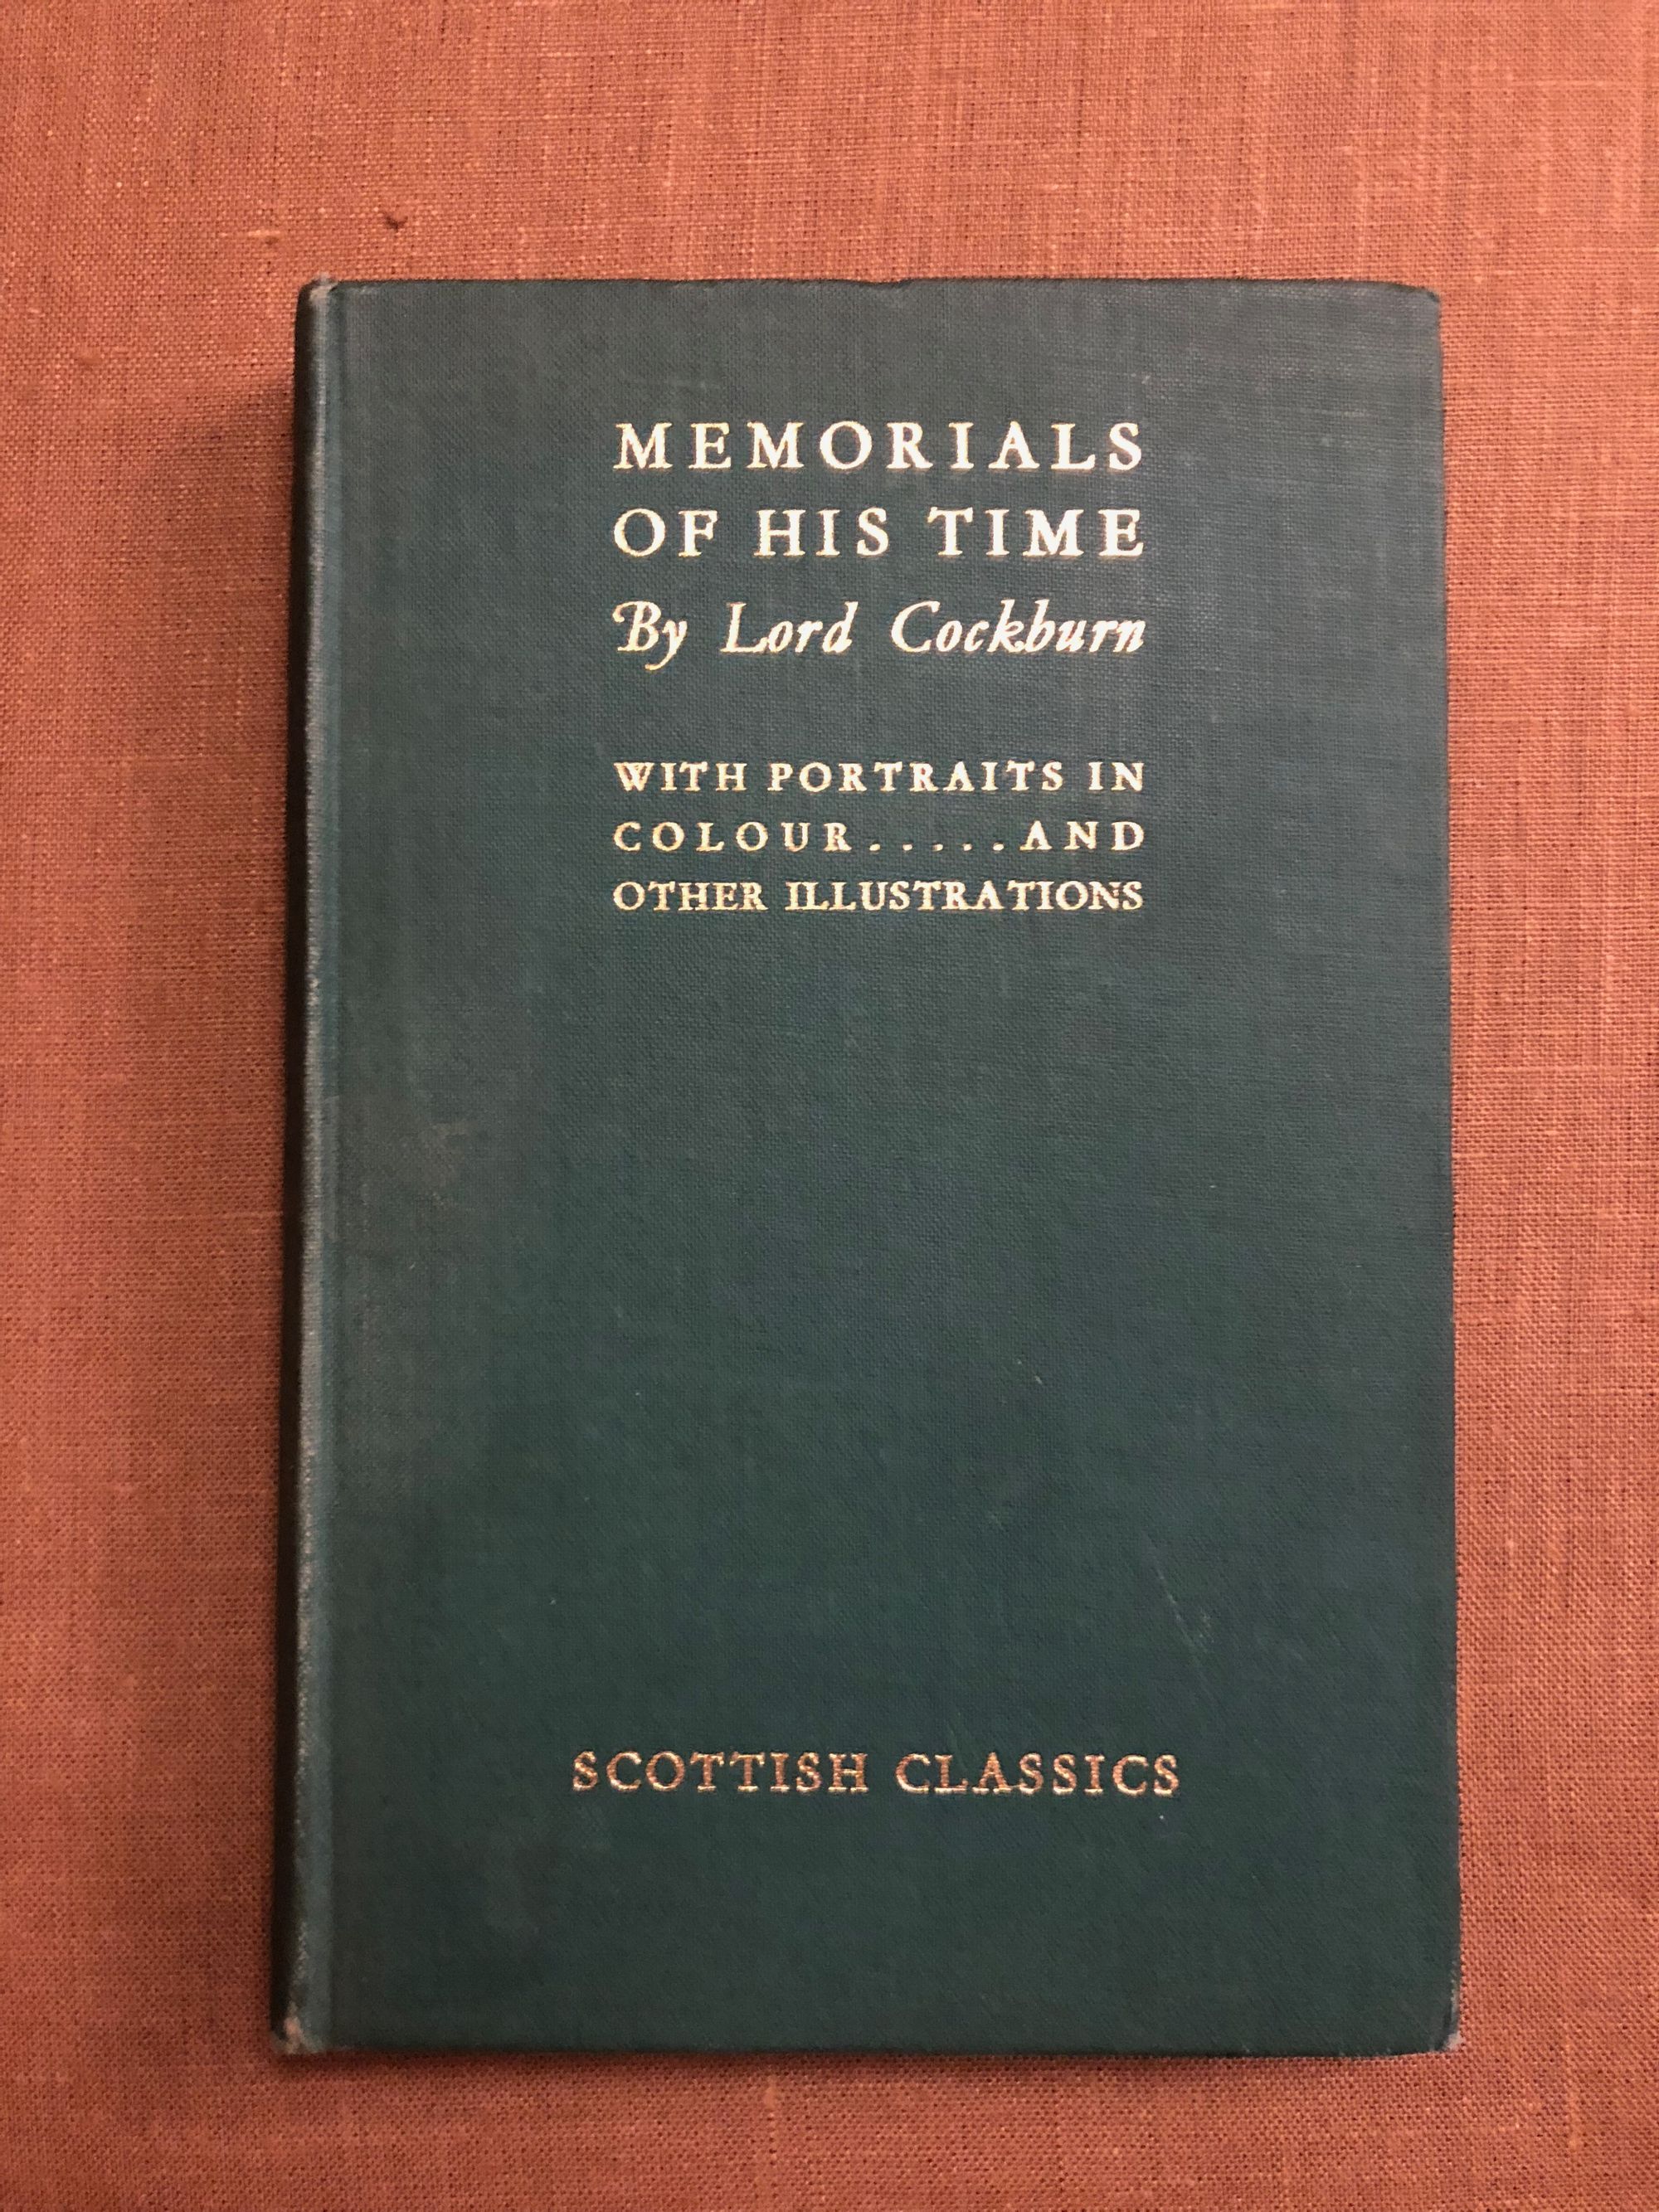 MEMORIALS
OF HIS TIME
By Lord Cockburn
WITH PORTRAITS IN
COLOUR.....AND
OTHER ILLUSTRATIONS
SCOTTISH CLASSICS